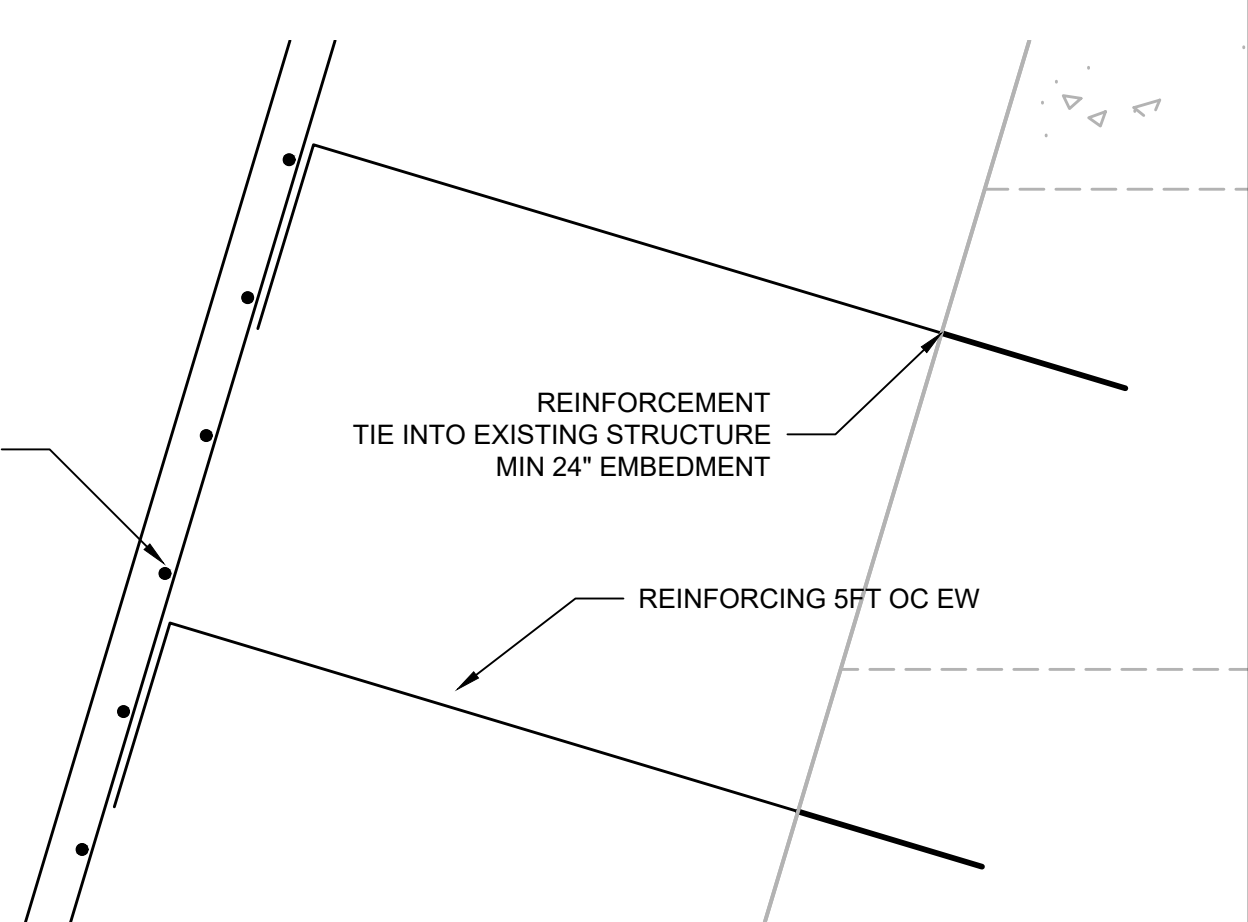 REINFORCEMENT
TIE INTO EXISTING STRUCTURE
MIN 24" EMBEDMENT
REINFORCING 5FT OC EW